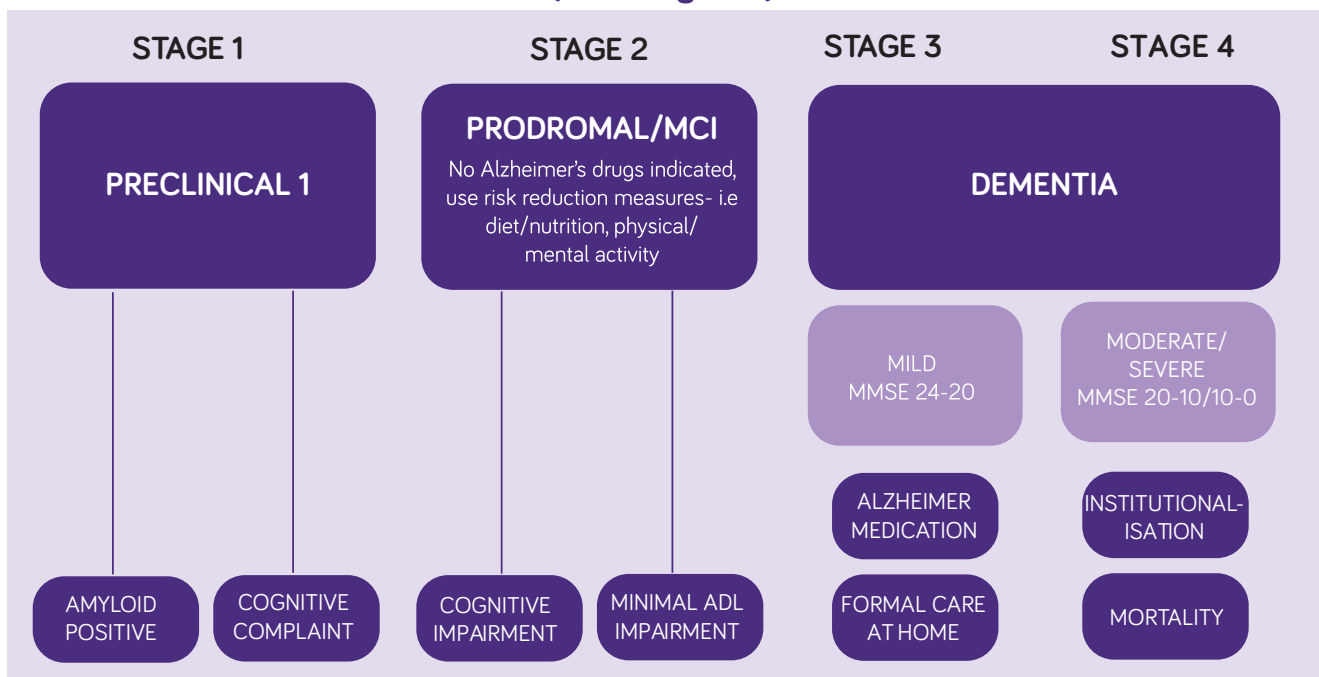 STAGE 1
STAGE 2
STAGE 3
STAGE 4
PRECLINICAL 1
PRODROMAL/MCI
No Alzheimer's drugs indicated,
use risk reduction measures- i.e
diet/nutrition, physical/
mental activity
DEMENTIA
MILD
MMSE 24-20
MODERATE/
SEVERE
MMSE 20-10/10-0
ALZHEIMER
MEDICATION
INSTITUTIONAL-
ISATION
AMYLOID
POSITIVE
COGNITIVE
COMPLAINT
COGNITIVE
IMPAIRMENT
MINIMAL ADL
IMPAIRMENT
FORMAL CARE
AT HOME
MORTALITY